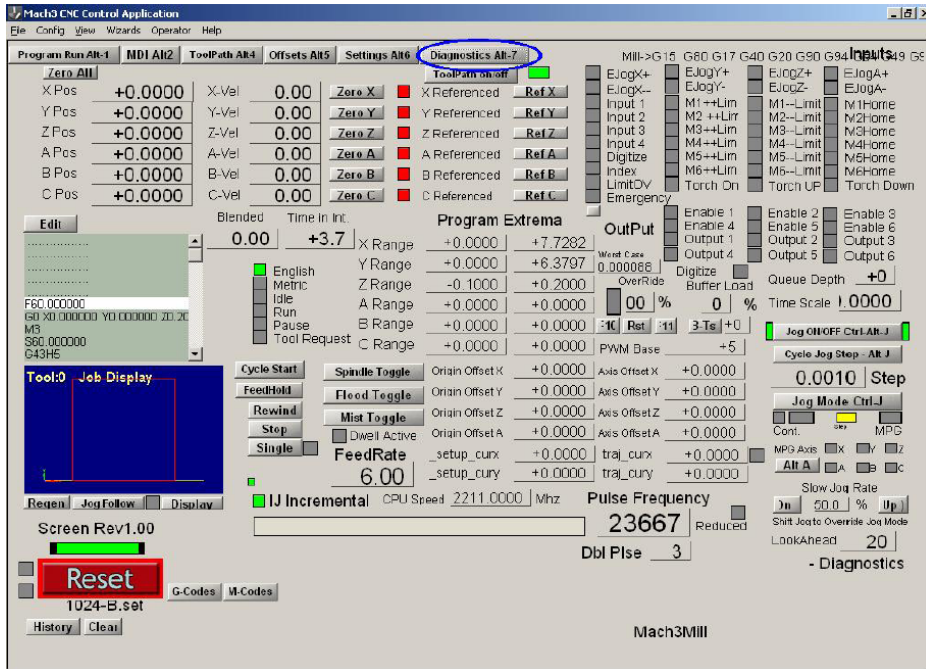 Mach3 CNC Control Application
File Config View Wizards Operator Help
Program Run Alt-1 MDI Alt2 ToolPath Alt4 Offsets Alt5 Settings Alt6 Diagnostics Alt-7
Mill->G15 G80 G17 G40 G20 G90 G94
Inputs
Zero All
ToolPath on/off
X Pos +0.0000 X-Vel 0.00 Zero X X Referenced Ref X
Y Pos +0.0000 Y-Vel 0.00 Zero Y Y Referenced Ref Y
Z Pos +0.0000 Z-Vel 0.00 Zero Z Z Referenced Ref Z
A Pos +0.0000 A-Vel 0.00 Zero A A Referenced Ref A
B Pos +0.0000 B-Vel 0.00 Zero B B Referenced Ref B
C Pos +0.0000 C-Vel 0.00 Zero C C Referenced Ref C
EJogX+ EJogY+ EJogZ+ EJogA+
EJogX-- EJogY- EJogZ- EJogA-
Input 1 M1++Lim M1--Limit M1Home
Input 2 M2 ++Lim M2--Limit M2Home
Input 3 M3++Lim M3--Limit M3Home
Input 4 M4++Lim M4--Limit M4Home
Digitize M5++Lim M5--Limit M5Home
Index M6++Lim M6--Limit M6Home
LimitOV Torch On Torch UP Torch Down
Emergency
Edit
Blended Time in Int.
0.00 +3.7
Program Extrema
X Range +0.0000 +7.7282
Y Range +0.0000 +6.3797
Z Range -0.1000 +0.2000
A Range +0.0000 +0.0000
B Range +0.0000 +0.0000
C Range +0.0000 +0.0000
English
Metric
Idle
Run
Pause
Tool Request
F60.000000
G0 X0.000000 Y0.000000 Z0.20
M3
S60.000000
G43H5
OutPut
Enable 1 Enable 2 Enable 3
Enable 4 Enable 5 Enable 6
Output 1 Output 2 Output 3
Output 4 Output 5 Output 6
Worst Case
0.000088
Digitize
Queue Depth +0
OverRide Buffer Load
00 % 0 %
Time Scale
Rst 3-Ts +0
PWM Base +5
Jog ON/OFF Ctrl-Alt-J
Cycle Jog Step - Alt J
0.0010 Step
Jog Mode Ctrl-J
Cont. Step MPG
MPG Axis X Y Z
Alt A A B C
Slow Jog Rate
50.0 % Up
Shift Jog to Override Jog Mode
LookAhead 20
- Diagnostics
Tool:0 Job Display
Cycle Start
FeedHold
Rewind
Stop
Single
Spindle Toggle
Flood Toggle
Mist Toggle
Dwell Active
FeedRate
6.00
Origin Offset X +0.0000 Axis Offset X +0.0000
Origin Offset Y +0.0000 Axis Offset Y +0.0000
Origin Offset Z +0.0000 Axis Offset Z +0.0000
Origin Offset A +0.0000 Axis Offset A +0.0000
_setup_curx +0.0000 traj_curx +0.0000
_setup_cury +0.0000 traj_cury +0.0000
Regen Jog Follow Display
IJ Incremental CPU Speed 2211.0000 Mhz
Pulse Frequency
23667 Reduced
Dbl Plse 3
Screen Rev1.00
Reset
G-Codes M-Codes
1024-B.set
History Clear
Mach3Mill